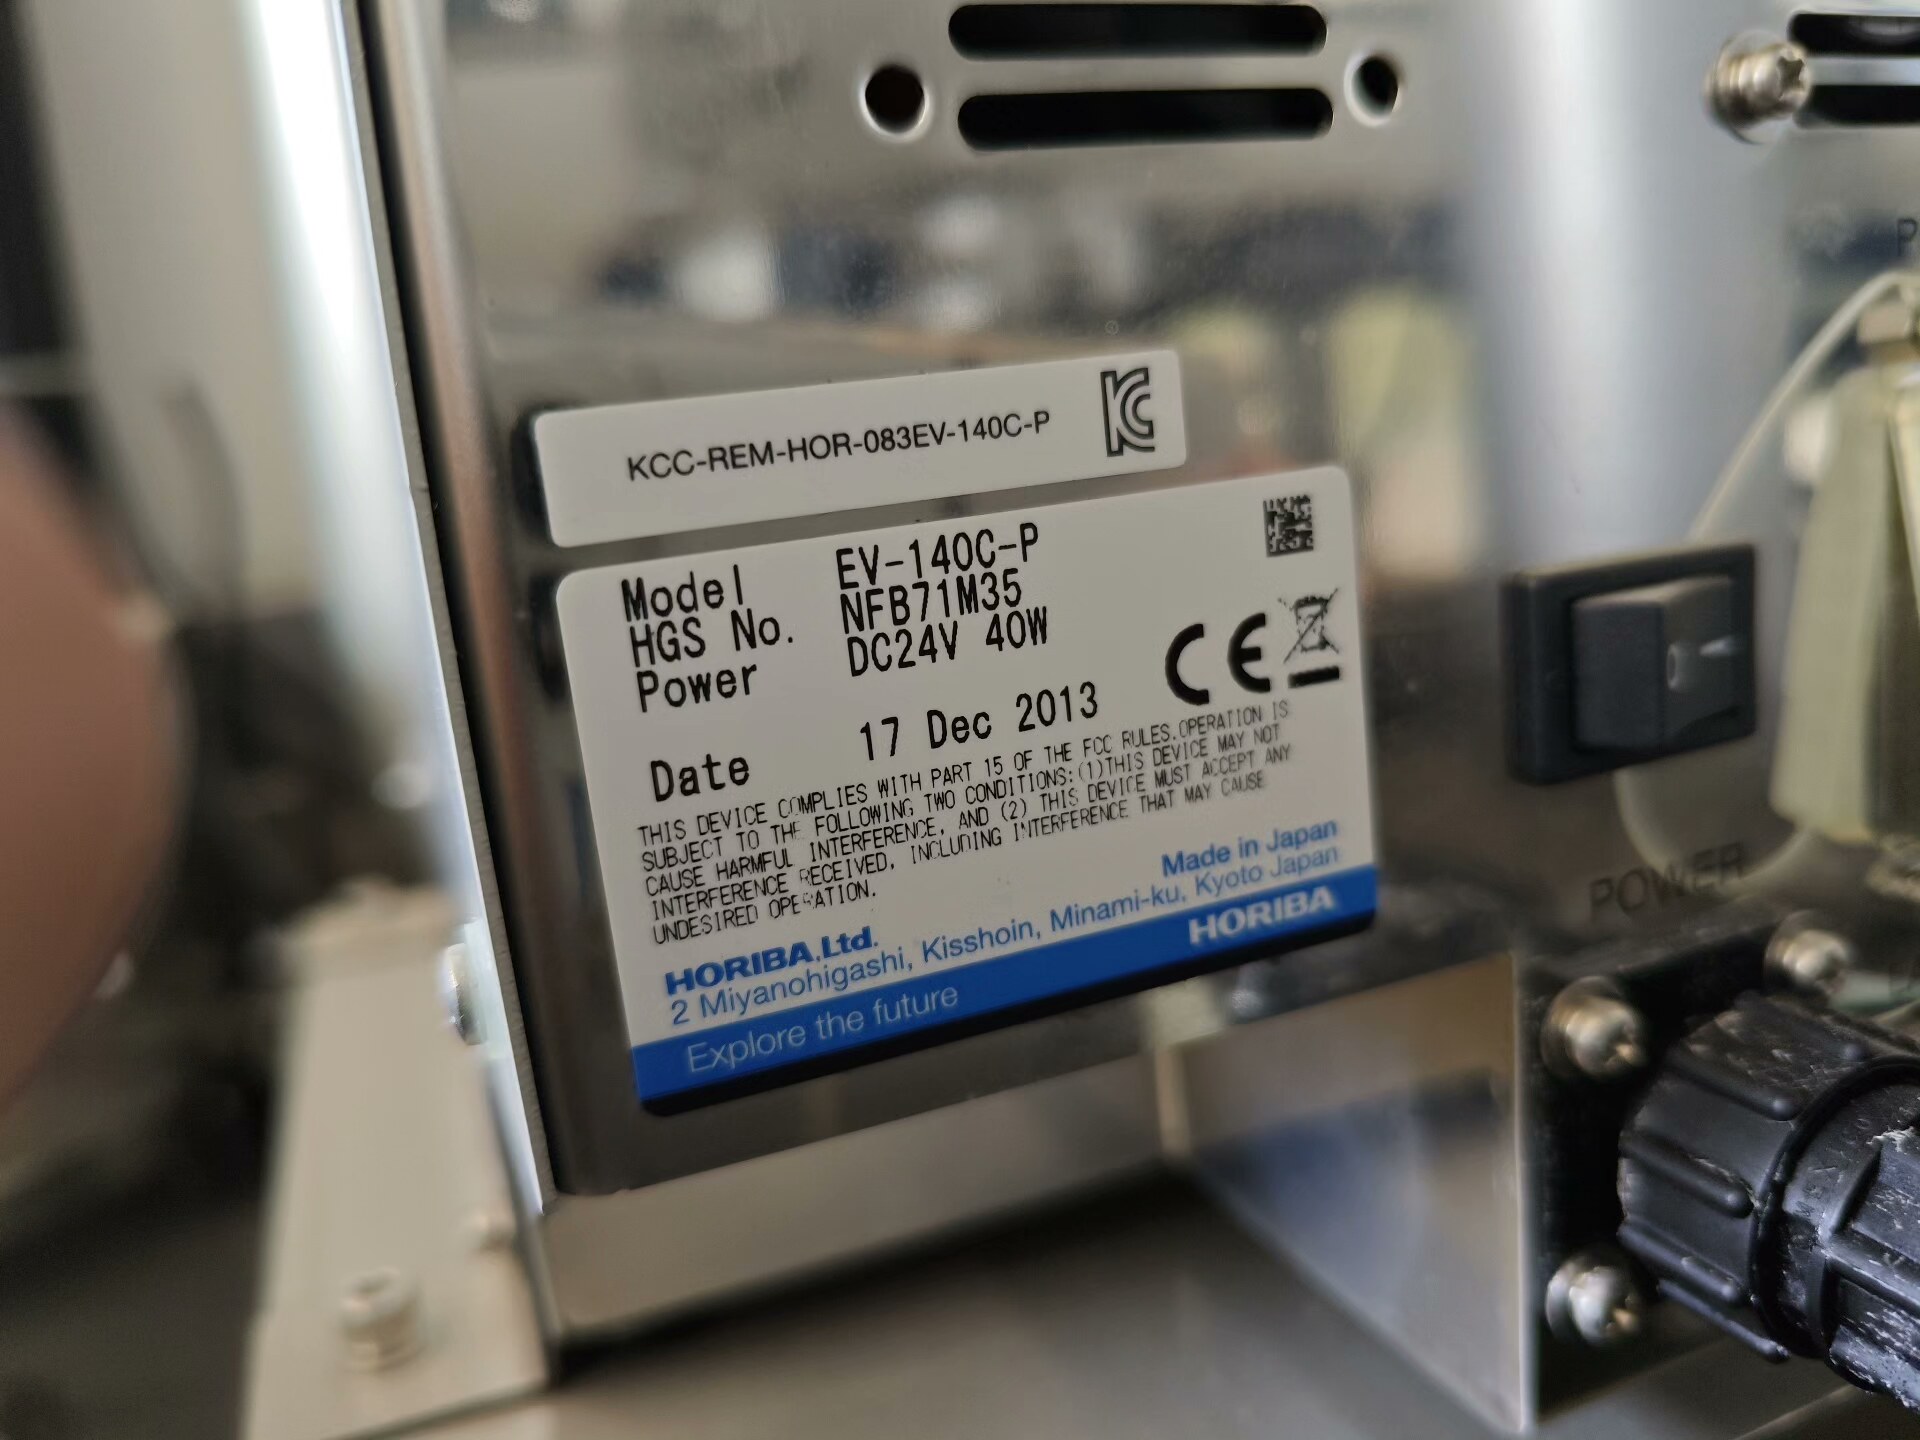 KCC-REM-HOR-083EV-140C-P
Model EV-140C-P
HGS No. NFB71M35
Power DC24V 40W
Date 17 Dec 2013
THIS DEVICE COMPLIES WITH PART 15 OF THE FCC RULES.OPERATION IS
SUBJECT TO THE FOLLOWING TWO CONDITIONS:(1)THIS DEVICE MAY NOT
CAUSE HARMFUL INTERFERENCE, AND (2) THIS DEVICE MUST ACCEPT ANY
INTERFERENCE RECEIVED, INCLUDING INTERFERENCE THAT MAY CAUSE
UNDESIRED OPERATION.
Made in Japan
HORIBA,Ltd.
2 Miyanohigashi, Kisshoin, Minami-ku, Kyoto Japan
HORIBA
Explore the future
POWER